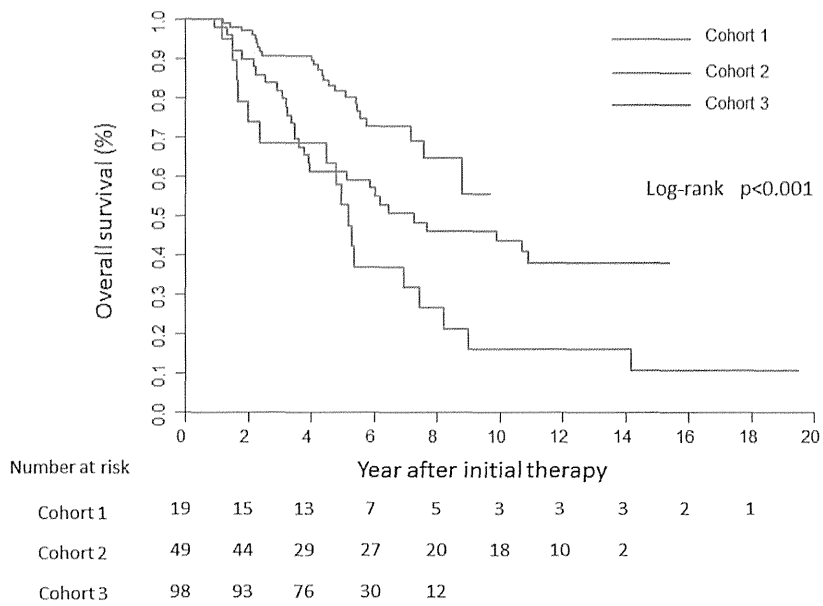 1.0
0.9
0.8
0.7
0.6
0.5
0.4
0.3
0.2
0.1
0.0
Overall survival (%)
Cohort 1
Cohort 2
Cohort 3
Log-rank p<0.001
0 2 4 6 8 10 12 14 16 18 20
Number at risk
Year after initial therapy
Cohort 1 19 15 13 7 5 3 3 3 2 1
Cohort 2 49 44 29 27 20 18 10 2
Cohort 3 98 93 76 30 12